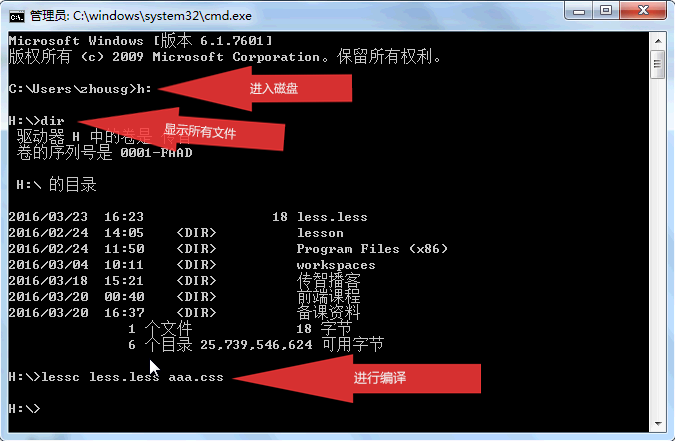 管理员: C:\windows\system32\cmd.exe
Microsoft Windows [版本 6.1.7601]
版权所有 (c) 2009 Microsoft Corporation。保留所有权利。
C:\Users\zhousg>h:
进入磁盘
H:\>dir
显示所有文件
驱动器 H 中的卷是
卷的序列号是 0001-FAAD
H:\ 的目录
2016/03/23 16:23 18 less.less
2016/02/24 14:05 <DIR> lesson
2016/02/24 11:50 <DIR> Program Files (x86)
2016/03/04 10:11 <DIR> workspaces
2016/03/18 15:21 <DIR> 传智播客
2016/03/20 00:40 <DIR> 前端课程
2016/03/20 16:37 <DIR> 备课资料
1 个文件 18 字节
6 个目录 25,739,546,624 可用字节
H:\>lessc less.less aaa.css
进行编译
H:\>